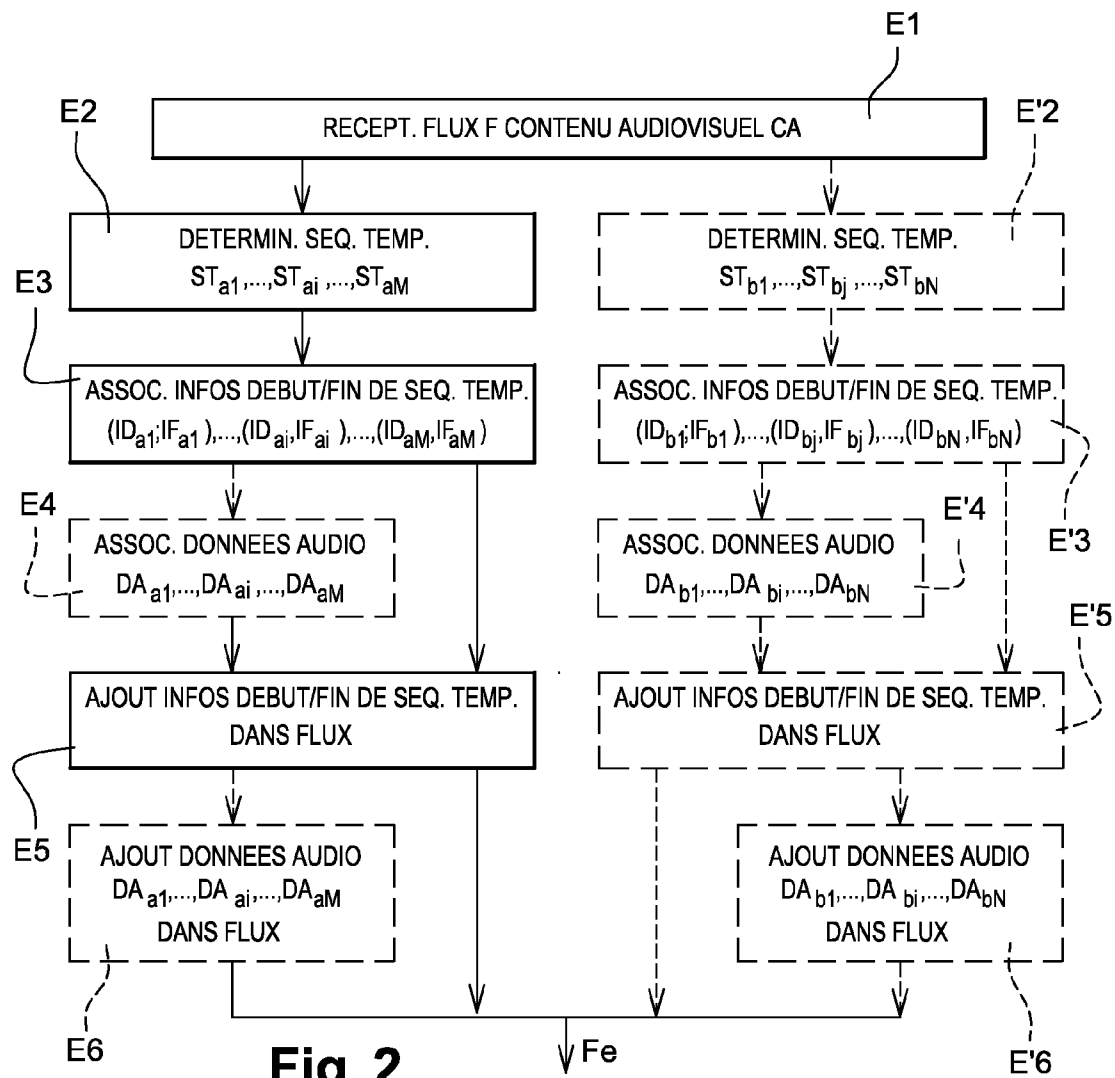 E1
RECEPT. FLUX F CONTENU AUDIOVISUEL CA
E2
DETERMIN. SEQ. TEMP.
ST_a1,...,ST_ai,...,ST_aM
E'2
DETERMIN. SEQ. TEMP.
ST_b1,...,ST_bj,...,ST_bN
E3
ASSOC. INFOS DEBUT/FIN DE SEQ. TEMP.
(ID_a1;IF_a1),...,(ID_ai,IF_ai),...,(ID_aM,IF_aM)
ASSOC. INFOS DEBUT/FIN DE SEQ. TEMP.
(ID_b1;IF_b1),...,(ID_bj,IF_bj),...,(ID_bN,IF_bN)
E'3
E4
ASSOC. DONNEES AUDIO
DA_a1,...,DA_ai,...,DA_aM
E'4
ASSOC. DONNEES AUDIO
DA_b1,...,DA_bi,...,DA_bN
AJOUT INFOS DEBUT/FIN DE SEQ. TEMP.
DANS FLUX
E5
E'5
AJOUT INFOS DEBUT/FIN DE SEQ. TEMP.
DANS FLUX
AJOUT DONNEES AUDIO
DA_a1,...,DA_ai,...,DA_aM
DANS FLUX
E6
AJOUT DONNEES AUDIO
DA_b1,...,DA_bi,...,DA_bN
DANS FLUX
E'6
Fe
Fig. 2